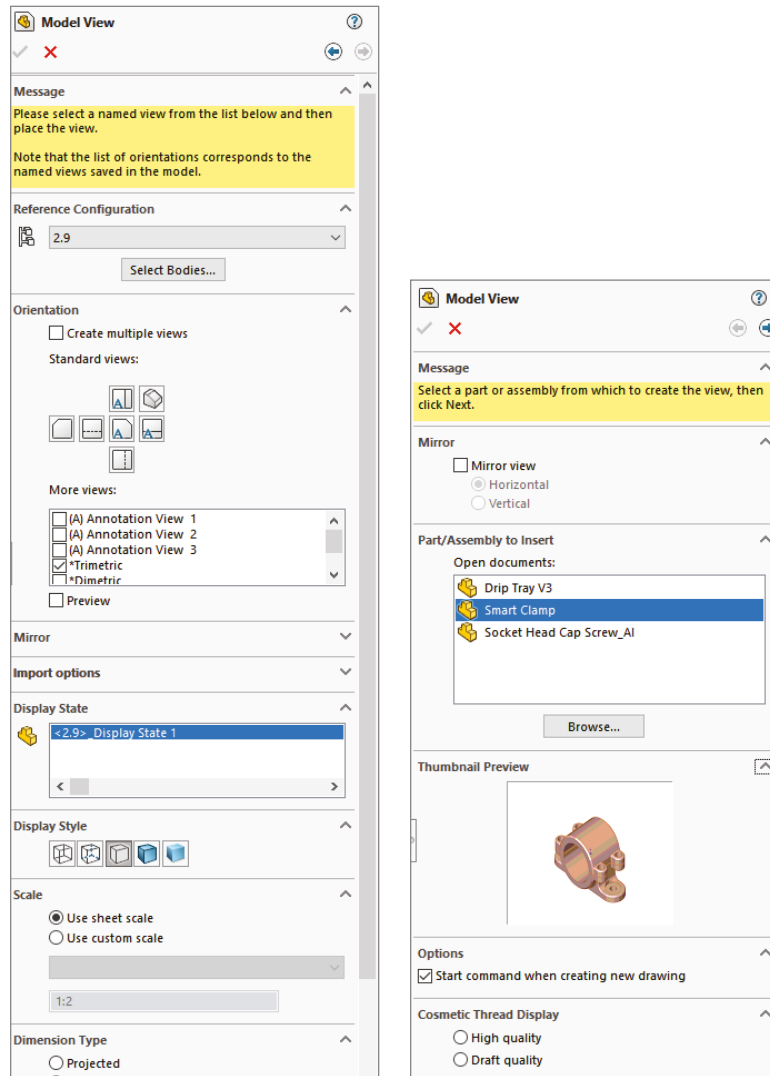 Model View
Message
Please select a named view from the list below and then
place the view.
Note that the list of orientations corresponds to the
named views saved in the model.
Reference Configuration
2.9
Select Bodies...
Orientation
Create multiple views
Standard views:
A
A
A
More views:
(A) Annotation View 1
(A) Annotation View 2
(A) Annotation View 3
*Trimetric
*Dimetric
Preview
Mirror
Import options
Display State
<2.9>_Display State 1
Display Style
Scale
Use sheet scale
Use custom scale
1:2
Dimension Type
Projected
Model View
Message
Select a part or assembly from which to create the view, then
click Next.
Mirror
Mirror view
Horizontal
Vertical
Part/Assembly to Insert
Open documents:
Drip Tray V3
Smart Clamp
Socket Head Cap Screw_AI
Browse...
Thumbnail Preview
Options
Start command when creating new drawing
Cosmetic Thread Display
High quality
Draft quality